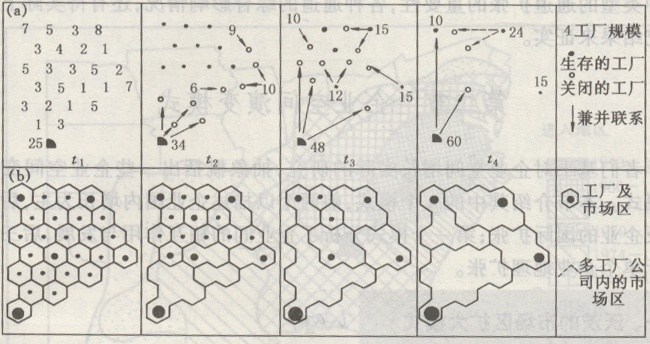 (a)
7 5 3 8
3 4 2 1
5 3 3 5 2
3 5 1 1 7
3 2 1 5
1 3
25
t1
9
6
10
34
t2
10
15
12
15
48
t3
10
24
15
60
t4
4工厂规模
生存的工厂
关闭的工厂
兼并联系
(b)
工厂及
市场区
多工厂公
司内的市
场区